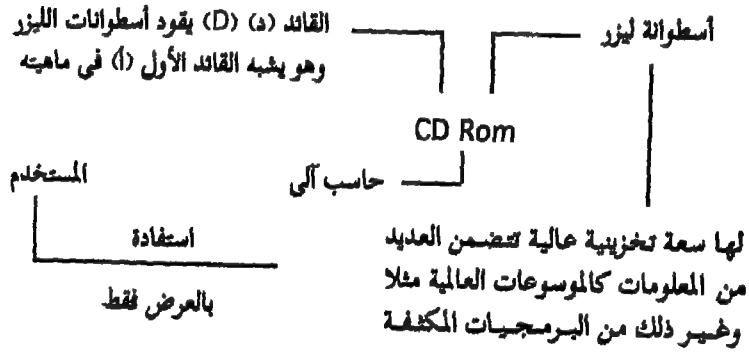 أسطوانة ليزر
القائد (د) (D) يقود أسطوانات الليزر
وهو يشبه القائد الأول (أ) في ماهيته
CD Rom
حاسب آلى
المستخدم
استفادة
بالعرض فقط
لها سعة تخزينية عالية تتضمن العديد
من المعلومات كالموسوعات العالمية مثلا
وغير ذلك من البرمجيات المكثفة